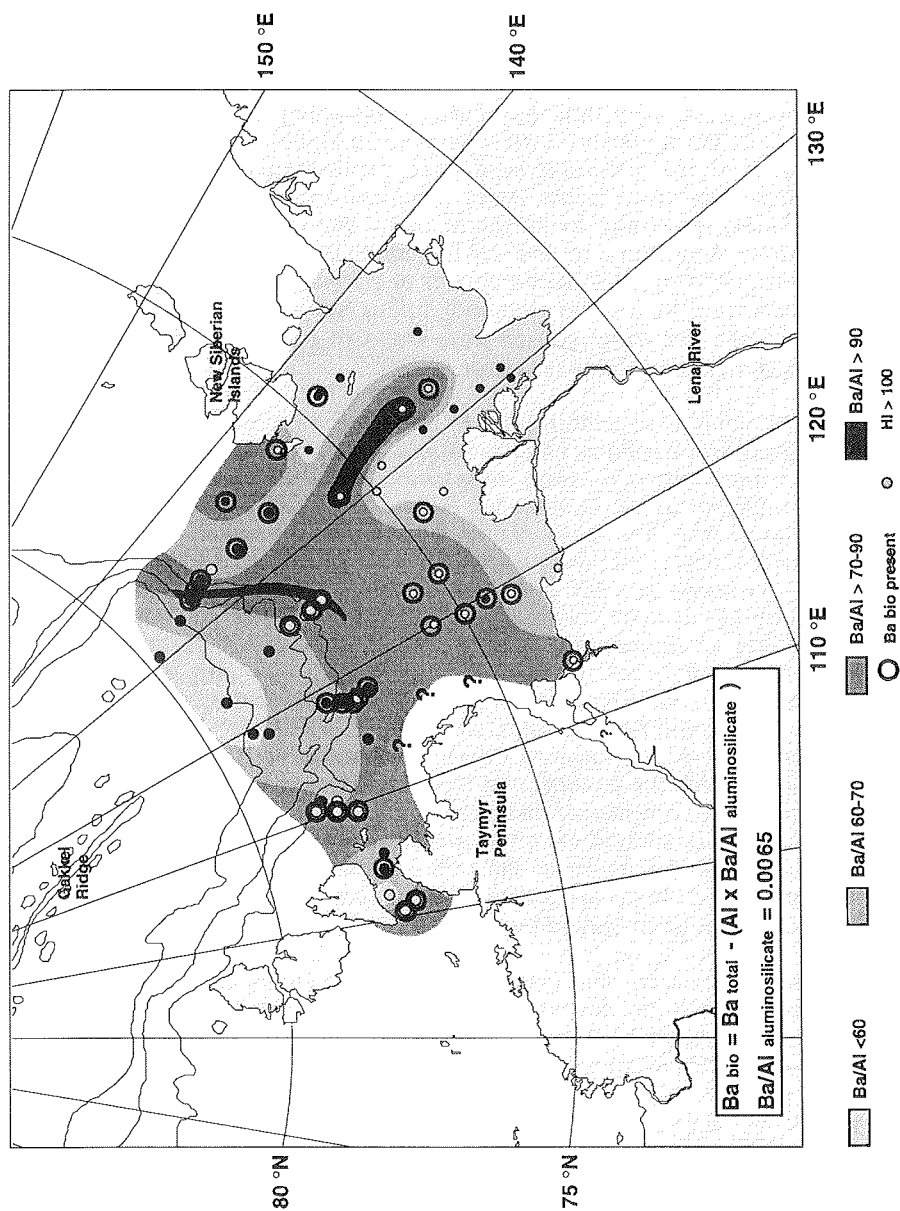 150 °E
140 °E
130 °E
120 °E
110 °E
80 °N
75 °N
Gakkel
Ridge
New Siberian
Islands
Lena River
Taymyr
Peninsula
?
?
?
?
?
Ba bio = Ba total - (Al x Ba/Al aluminosilicate )
Ba/Al aluminosilicate = 0.0065
Ba/Al <60
Ba/Al 60-70
Ba/Al > 70-90
Ba/Al > 90
Ba bio present
HI > 100